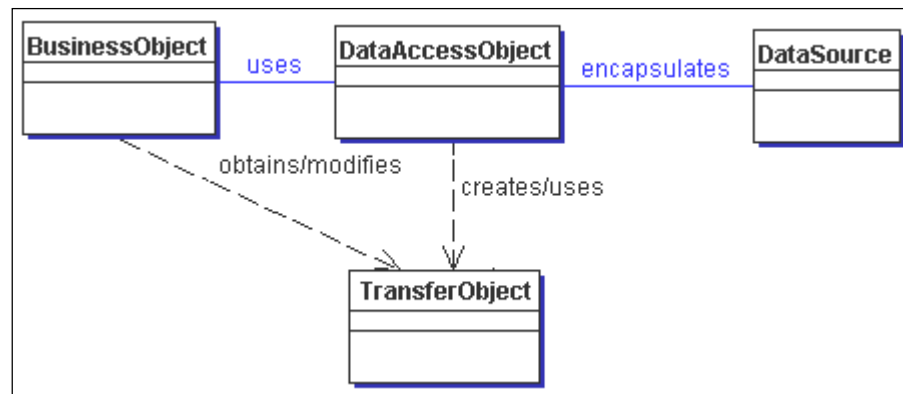 BusinessObject
uses
DataAccessObject
encapsulates
DataSource
obtains/modifies
creates/uses
TransferObject